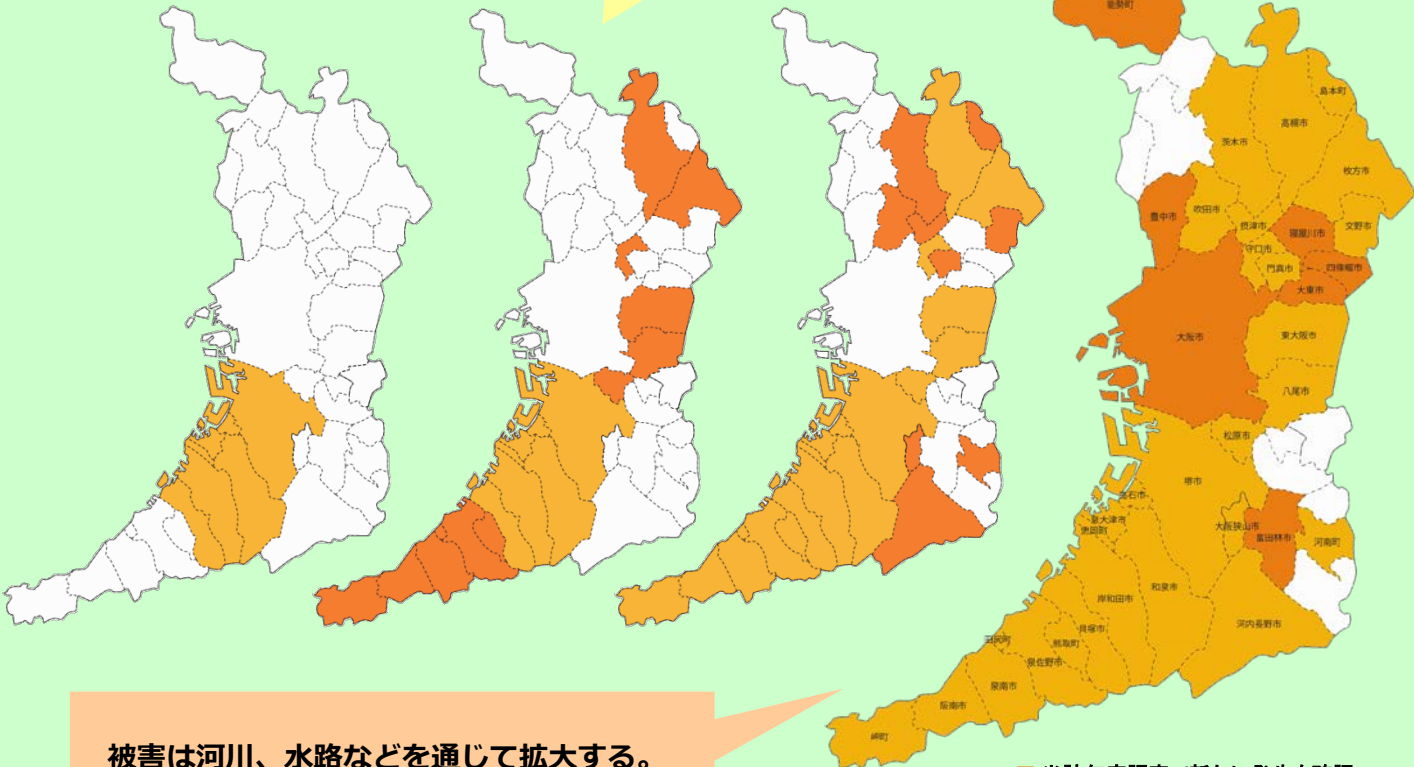 能勢町
島本町
高槻市
茨木市
枚方市
豊中市
吹田市
摂津市
寝屋川市
交野市
守口市
門真市
四條畷市
大東市
大阪市
東大阪市
八尾市
松原市
堺市
高石市
泉大津市
忠岡町
大阪狭山市
富田林市
河南町
和泉市
岸和田市
貝塚市
河内長野市
田尻町
熊取町
泉佐野市
泉南市
阪南市
岬町
被害は河川、水路などを通じて拡大する。